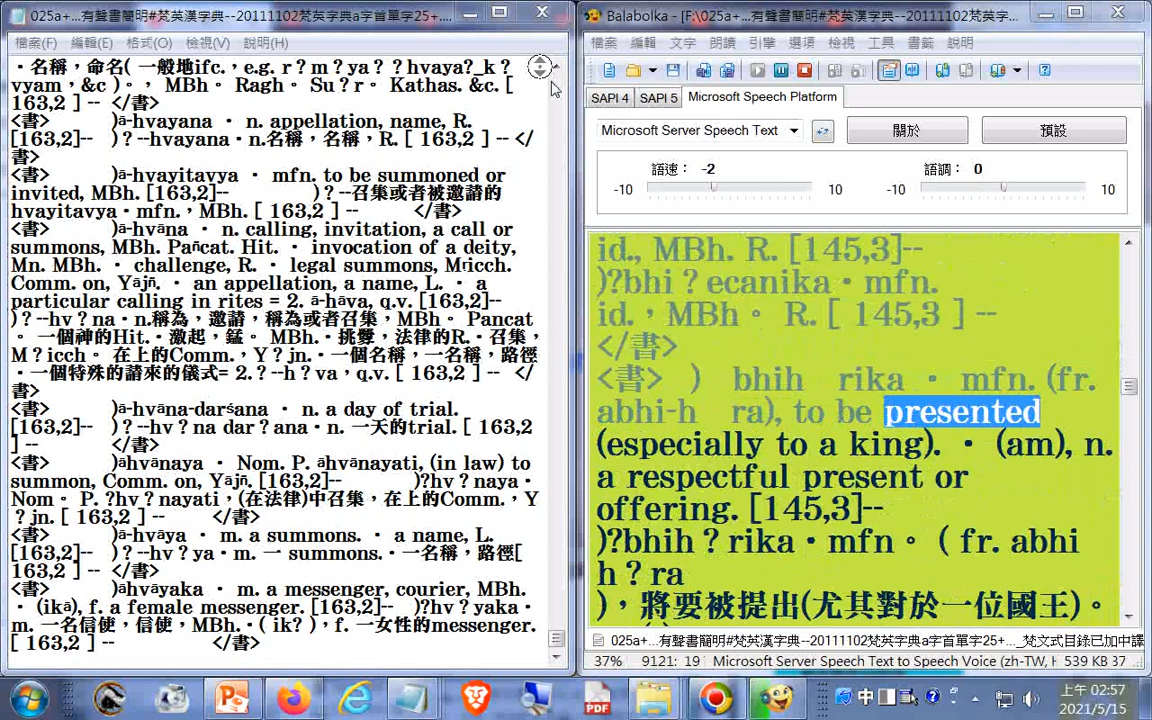 025a+...有聲書簡明#梵英漢字典--20111102梵英字典a字首單字25+...
檔案(F) 編輯(E) 格式(O) 檢視(V) 說明(H)
・名稱，命名( 一般地ifc.，e.g. r？m？ya？？hvaya?_k？
vyam，&c )。， MBh。Ragh。Su？r。Kathas. &c. [
163,2] -- </書>
<書> )ā-hvayana ・ n. appellation, name, R.
[163,2]-- )？--hvayana・n.名稱，名稱，R. [ 163,2 ] -- </
書>
<書> )ā-hvayitavya ・ mfn. to be summoned or
invited, MBh. [163,2]-- )？--召集或者被邀請的
hvayitavya・mfn.，MBh. [ 163,2 ] -- </書>
<書> )ā-hvāna ・ n. calling, invitation, a call or
summons, MBh. Pañcat. Hit. ・ invocation of a deity,
Mn. MBh. ・ challenge, R. ・ legal summons, Mṛicch.
Comm. on, Yājñ. ・ an appellation, a name, L. ・ a
particular calling in rites = 2. ā-hāva, q.v. [163,2]--
)？--hv？na・n.稱為，邀請，稱為或者召集，MBh。Pancat
。一個神的Hit.・激起，錳。 MBh.・挑釁，法律的R.・召集，
M？icch。 在上的Comm.，Y？jn.・一個名稱，一名稱，路徑
・一個特殊的請來的儀式= 2.？--h？va，q.v. [ 163,2 ] -- </
書>
<書> )ā-hvāna-darśana ・ n. a day of trial.
[163,2]-- )？--hv？na dar？ana・n. 一天的trial. [ 163,2
] -- </書>
<書> )āhvānaya ・ Nom. P. āhvānayati, (in law) to
summon, Comm. on, Yājñ. [163,2]-- )?hv？naya・
Nom。P. ?hv？nayati，(在法律)中召集，在上的Comm.，Y
？jn. [ 163,2 ] -- </書>
<書> )ā-hvāya ・ m. a summons. ・ a name, L.
[163,2]-- )？--hv？ya・m. 一 summons.・一名稱，路徑[
163,2 ] -- </書>
<書> )āhvāyaka ・ m. a messenger, courier, MBh.
・ (ikā), f. a female messenger. [163,2]-- )?hv？yaka・
m. 一名信使，信使，MBh.・( ik？)，f. 一女性的messenger.
[ 163,2 ] -- </書>
Balabolka - [F:\025a+...有聲書簡明#梵英漢字典--20111102梵英字...
檔案 編輯 文字 朗讀 引擎 選項 檢視 工具 書籤 說明
SAPI 4 SAPI 5 Microsoft Speech Platform
Microsoft Server Speech Text 關於 預設
語速： -2 語調： 0
-10 10 -10 10
id., MBh. R. [145,3]--
)?bhi？ecanika・mfn.
id.，MBh。 R. [ 145,3 ] --
</書>
<書> ) bhih rika ・ mfn. (fr.
abhi-h ra), to be presented
(especially to a king). ・ (am), n.
a respectful present or
offering. [145,3]--
)?bhih？rika・mfn。 ( fr. abhi
h？ra
)，將要被提出(尤其對於一位國王)。
025a+...有聲書簡明#梵英漢字典--20111102梵英字典a字首單字25+..._梵文式目錄已加中譯
37% 9121: 19 Microsoft Server Speech Text to Speech Voice (zh-TW, H 539 KB 37
中
PDF
上午 02:57
2021/5/15